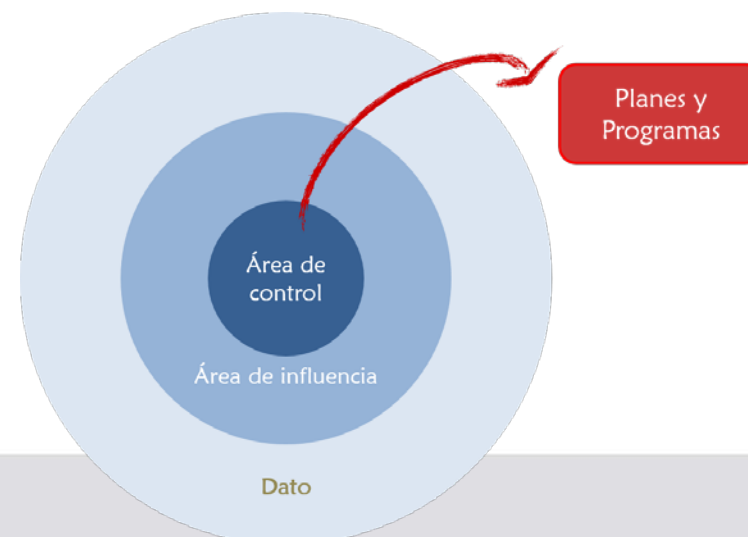 Planes y
Programas
Área de
control
Área de influencia
Dato